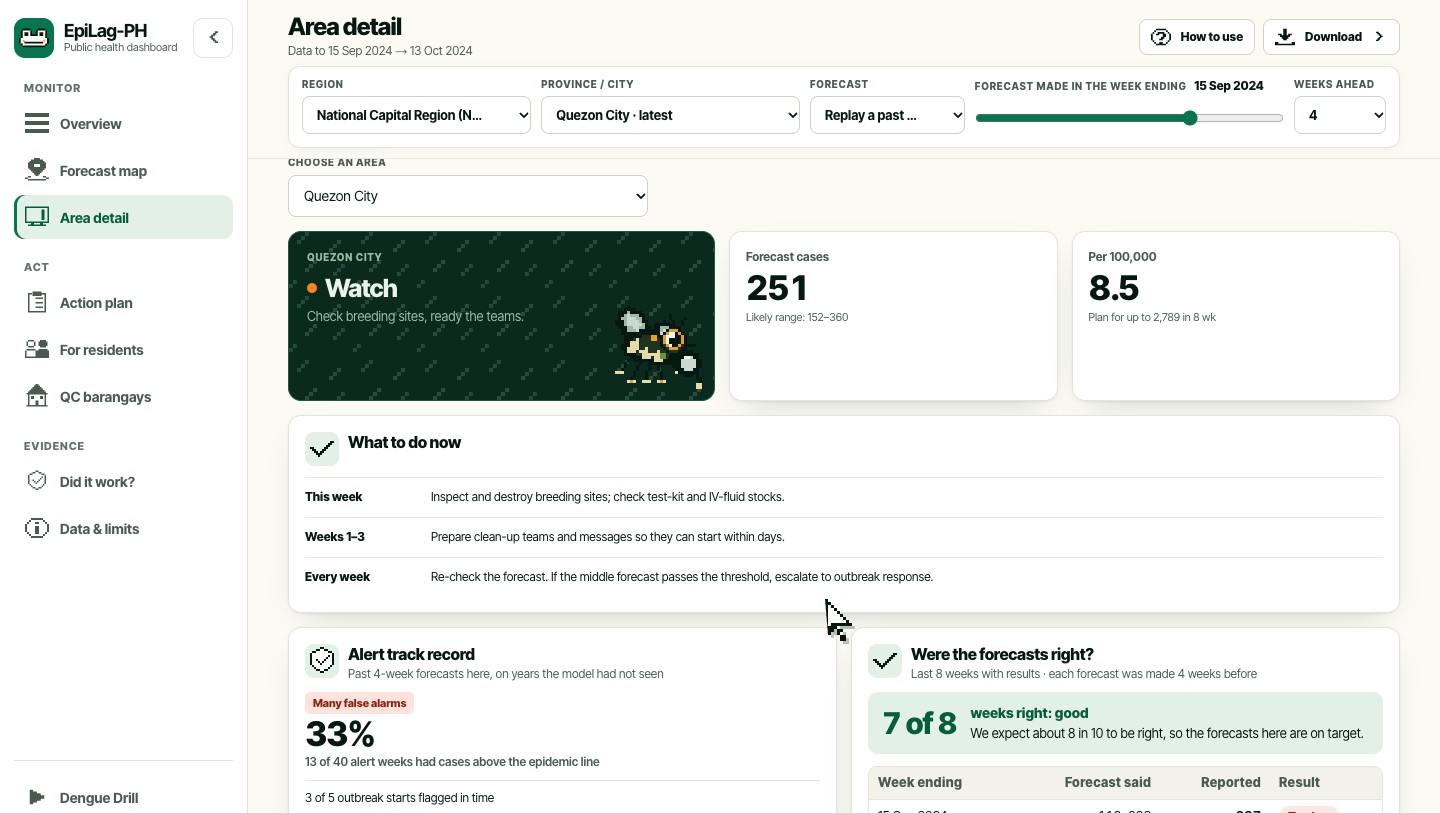 EpiLag-PH
Public health dashboard
MONITOR
Overview
Forecast map
Area detail
ACT
Action plan
For residents
QC barangays
EVIDENCE
Did it work?
Data & limits
Dengue Drill
Area detail
Data to 15 Sep 2024 → 13 Oct 2024
How to use
Download
REGION
National Capital Region (N...
PROVINCE / CITY
Quezon City · latest
FORECAST
Replay a past ...
FORECAST MADE IN THE WEEK ENDING 15 Sep 2024
WEEKS AHEAD
4
CHOOSE AN AREA
Quezon City
QUEZON CITY
Watch
Check breeding sites, ready the teams.
Forecast cases
251
Likely range: 152–360
Per 100,000
8.5
Plan for up to 2,789 in 8 wk
What to do now
This week Inspect and destroy breeding sites; check test-kit and IV-fluid stocks.
Weeks 1–3 Prepare clean-up teams and messages so they can start within days.
Every week Re-check the forecast. If the middle forecast passes the threshold, escalate to outbreak response.
Alert track record
Past 4-week forecasts here, on years the model had not seen
Many false alarms
33%
13 of 40 alert weeks had cases above the epidemic line
3 of 5 outbreak starts flagged in time
Were the forecasts right?
Last 8 weeks with results · each forecast was made 4 weeks before
7 of 8
weeks right: good
We expect about 8 in 10 to be right, so the forecasts here are on target.
Week ending Forecast said Reported Result